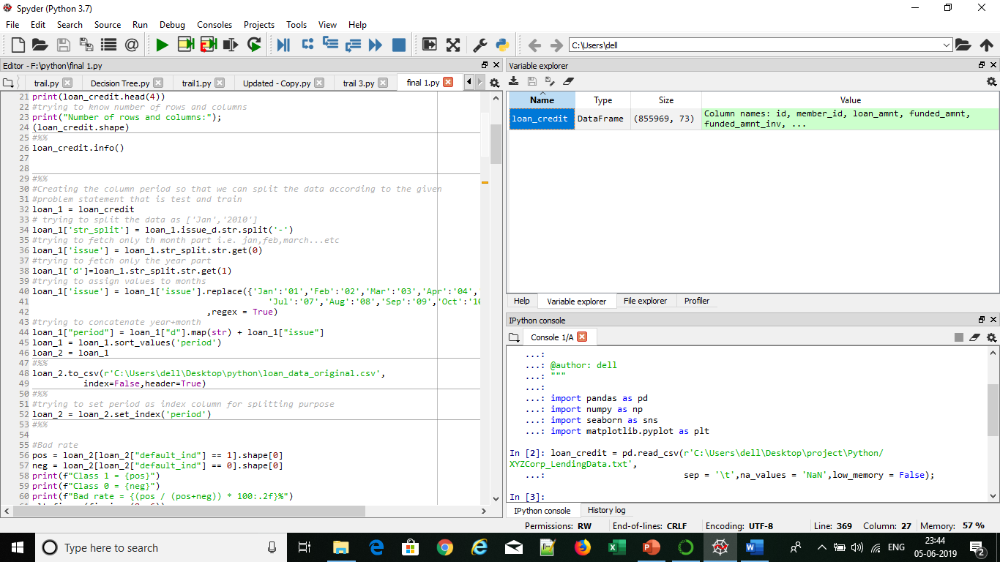 Spyder (Python 3.7)
File Edit Search Source Run Debug Consoles Projects Tools View Help
C:\Users\dell
Editor - F:\python\final 1.py
trail.py Decision Tree.py trail1.py Updated - Copy.py trail 3.py final 1.py
21 print(loan_credit.head(4))
22 #trying to know number of rows and columns
23 print("Number of rows and columns:");
24 (loan_credit.shape)
25 #%%
26 loan_credit.info()
27
28
29 #%%
30 #Creating the column period so that we can split the data according to the given
31 #problem statement that is test and train
32 loan_1 = loan_credit
33 # trying to split the data as ['Jan','2010']
34 loan_1['str_split'] = loan_1.issue_d.str.split('-')
35 #trying to fetch only th month part i.e. jan,feb,march...etc
36 loan_1['issue'] = loan_1.str_split.str.get(0)
37 #trying to fetch only the year part
38 loan_1['d']=loan_1.str_split.str.get(1)
39 #trying to assign values to months
40 loan_1['issue'] = loan_1['issue'].replace({'Jan':'01','Feb':'02','Mar':'03','Apr':'04',
41 'Jul':'07','Aug':'08','Sep':'09','Oct':'10
42 ,regex = True)
43 #trying to concatenate year+month
44 loan_1["period"] = loan_1["d"].map(str) + loan_1["issue"]
45 loan_1 = loan_1.sort_values('period')
46 loan_2 = loan_1
47 #%%
48 loan_2.to_csv(r'C:\Users\dell\Desktop\python\loan_data_original.csv',
49 index=False,header=True)
50 #%%
51 #trying to set period as index column for splitting purpose
52 loan_2 = loan_2.set_index('period')
53 #%%
54
55 #Bad rate
56 pos = loan_2[loan_2["default_ind"] == 1].shape[0]
57 neg = loan_2[loan_2["default_ind"] == 0].shape[0]
58 print(f"Class 1 = {pos}")
59 print(f"Class 0 = {neg}")
60 print(f"Bad rate = {(pos / (pos+neg)) * 100:.2f}%")
Variable explorer
Name Type Size Value
loan_credit DataFrame (855969, 73) Column names: id, member_id, loan_amnt, funded_amnt,
funded_amnt_inv, ...
Help Variable explorer File explorer Profiler
IPython console
Console 1/A
...:
...: @author: dell
...: """
...:
...: import pandas as pd
...: import numpy as np
...: import seaborn as sns
...: import matplotlib.pyplot as plt
In [2]: loan_credit = pd.read_csv(r'C:\Users\dell\Desktop\project\Python/
XYZCorp_LendingData.txt',
...: sep = '\t',na_values = 'NaN',low_memory = False);
In [3]:
IPython console History log
Permissions: RW End-of-lines: CRLF Encoding: UTF-8 Line: 369 Column: 27 Memory: 57 %
Type here to search
ENG
23:44
05-06-2019
2